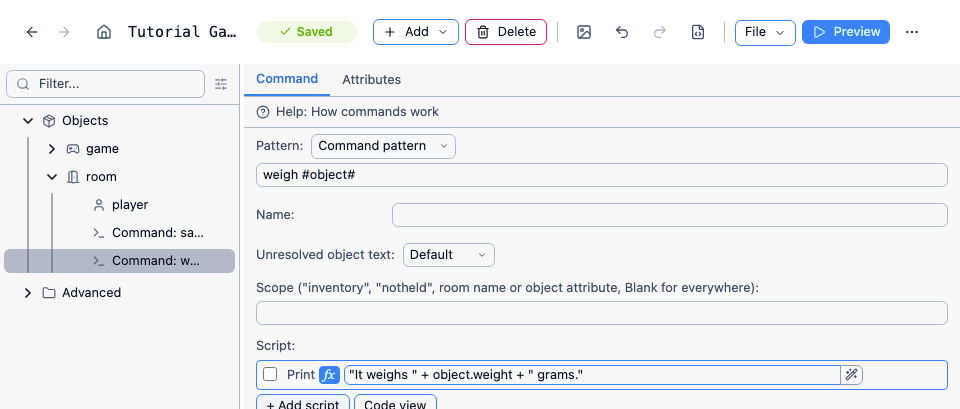 Tutorial Ga...
Saved
Add
Delete
File
Preview
Filter...
Objects
game
room
player
Command: sa...
Command: w...
Advanced
Command
Attributes
Help: How commands work
Pattern:
Command pattern
weigh #object#
Name:
Unresolved object text:
Default
Scope ("inventory", "notheld", room name or object attribute, Blank for everywhere):
Script:
Print
fx
"It weighs " + object.weight + " grams."
+ Add script
Code view